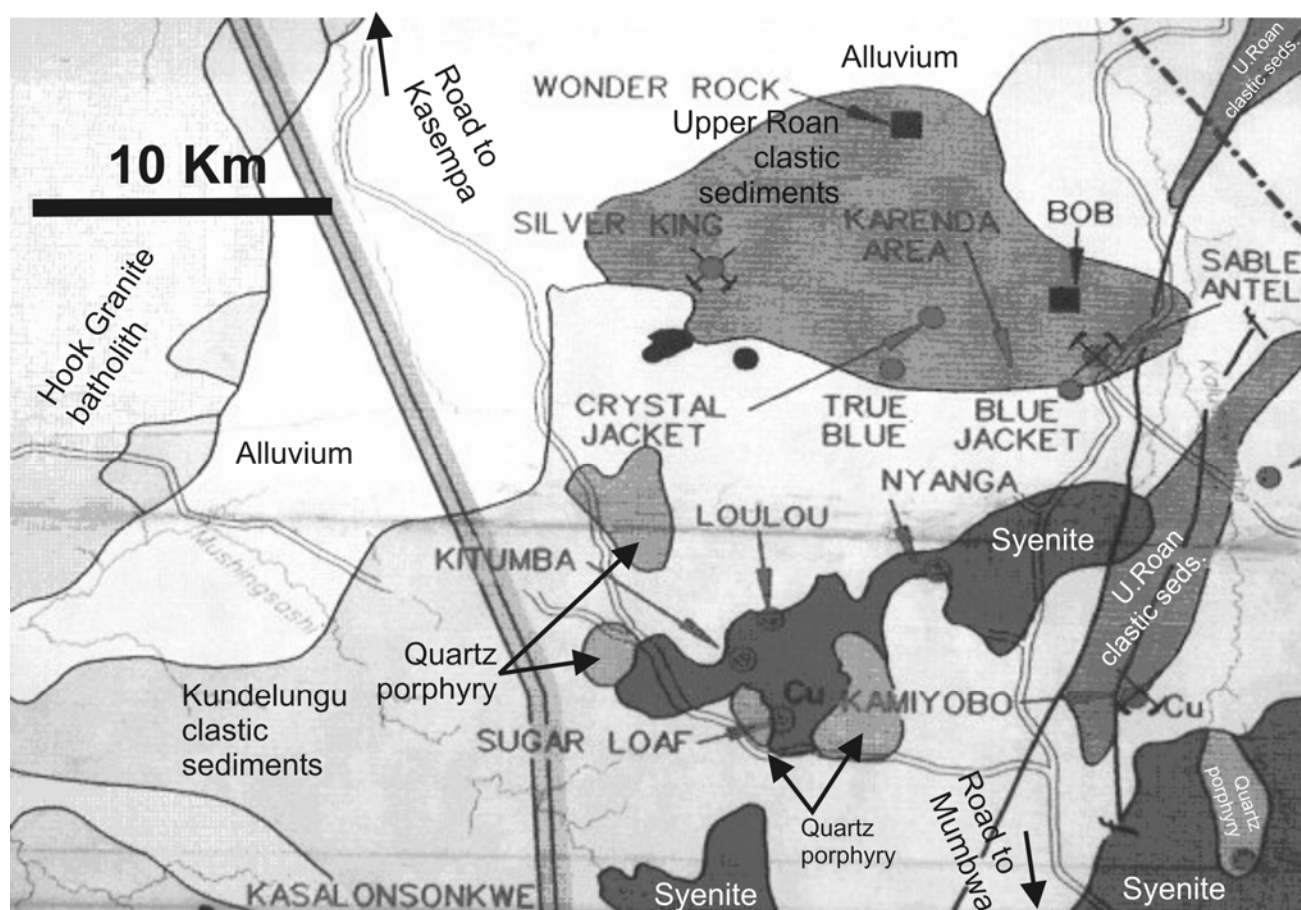 Road to
Kasempa
Alluvium
U.Roan
clastic seds.
WONDER ROCK
Upper Roan
clastic
sediments
10 Km
SILVER KING
KARENDA
AREA
BOB
SABLE
ANTEL
Hook Granite
batholith
Alluvium
CRYSTAL
JACKET
TRUE
BLUE
BLUE
JACKET
NYANGA
LOULOU
Syenite
KITUMBA
Mushingsashi
U.Roan
clastic seds.
Quartz
porphyry
Kundelungu
clastic
sediments
Cu
KAMIYOBO
Cu
SUGAR LOAF
Quartz
porphyry
Quartz
porphyry
Road to
Mumbwa
KASALONSONKWE
Syenite
Syenite